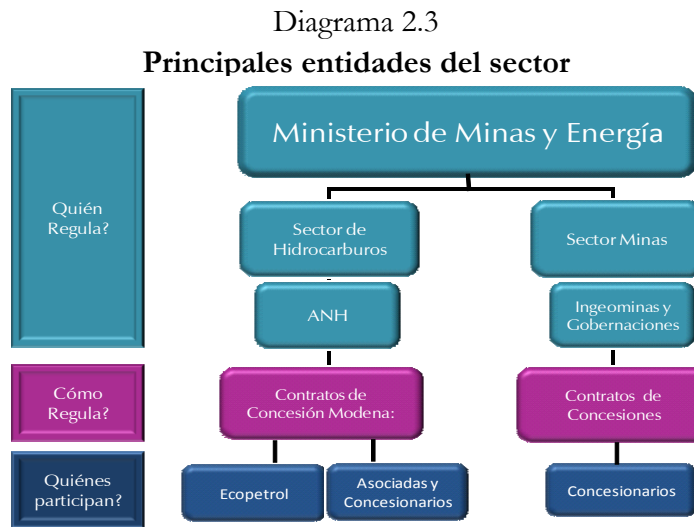 Diagrama 2.3
Principales entidades del sector
Quién
Regula?
Ministerio de Minas y Energía
Sector de
Hidrocarburos
Sector Minas
ANH
Ingeominas y
Gobernaciones
Cómo
Regula?
Contratos de
Concesión Modena:
Contratos de
Concesiones
Quiénes
participan?
Ecopetrol
Asociadas y
Concesionarios
Concesionarios